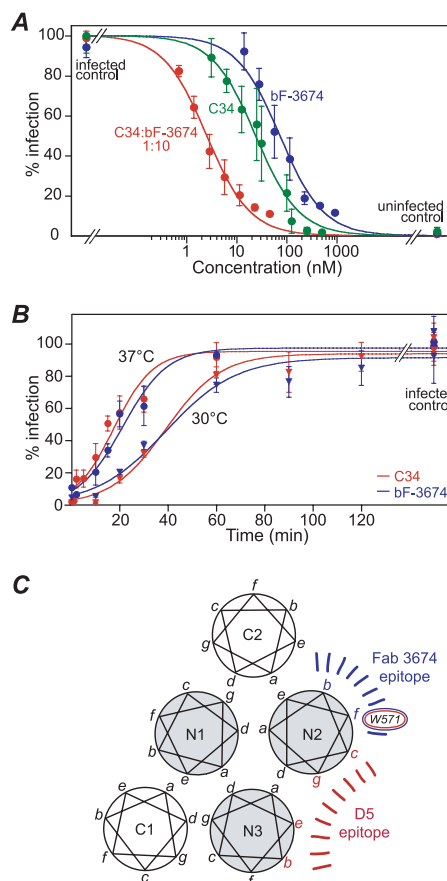 A
% infection
100
80
60
40
20
0
infected
control
C34:bF-3674
1:10
C34
bF-3674
uninfected
control
1
10
100
900
Concentration (nM)
B
% infection
120
100
80
60
40
20
0
37°C
30°C
infected
control
C34
bF-3674
20
40
60
80
100
120
Time (min)
C
f
c
b
g
C2
e
d
a
Fab 3674
epitope
c
g
e
b
f
N1
d
a
N2
f
W571
b
c
e
a
d
g
e
a
d
a
b
C1
d
g
N3
e
D5
epitope
f
g
c
b
c
f